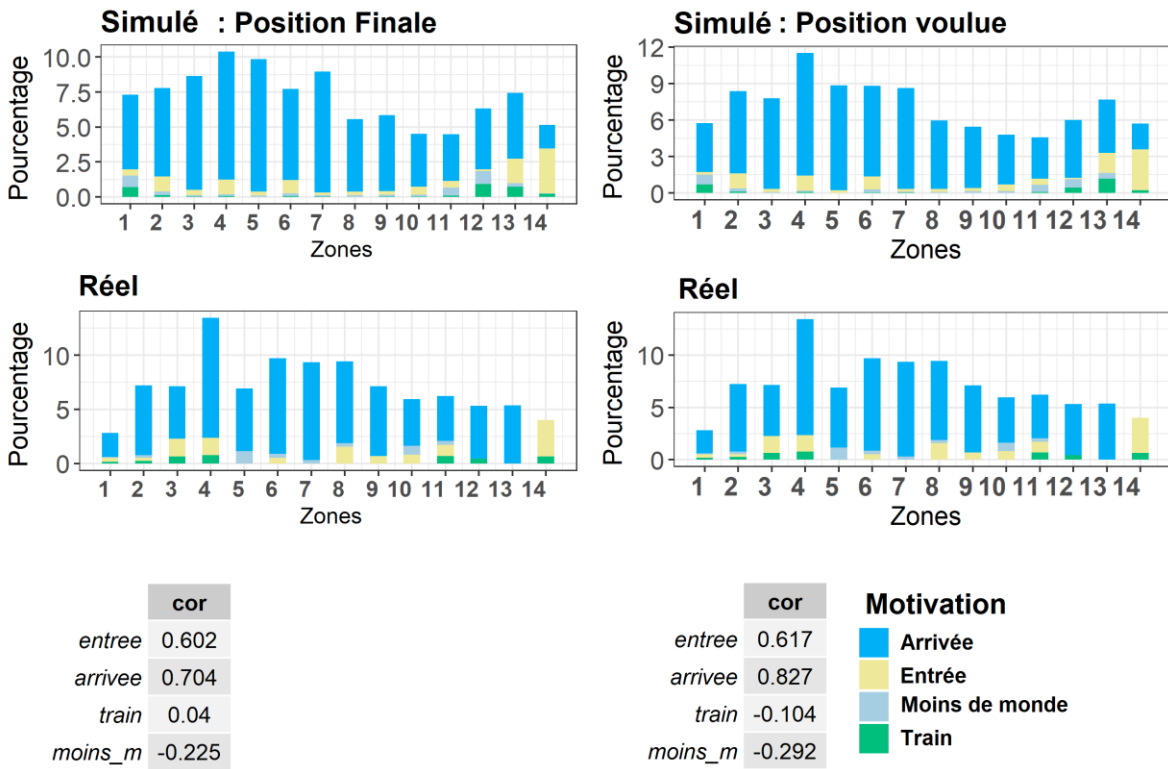 Simulé : Position Finale
Pourcentage
10.0
7.5
5.0
2.5
0.0
1 2 3 4 5 6 7 8 9 10 11 12 13 14
Zones
Simulé : Position voulue
Pourcentage
12
9
6
3
0
1 2 3 4 5 6 7 8 9 10 11 12 13 14
Zones
Réel
Pourcentage
10
5
0
1 2 3 4 5 6 7 8 9 10 11 12 13 14
Zones
Réel
Pourcentage
10
5
0
1 2 3 4 5 6 7 8 9 10 11 12 13 14
Zones
cor
entree 0.602
arrivee 0.704
train 0.04
moins_m -0.225
cor
entree 0.617
arrivee 0.827
train -0.104
moins_m -0.292
Motivation
Arrivée
Entrée
Moins de monde
Train